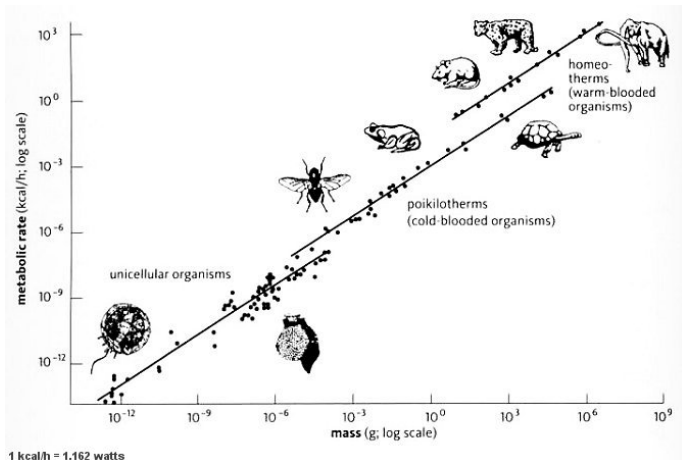 10³
10⁰
10⁻³
10⁻⁶
10⁻⁹
10⁻¹²
metabolic rate (kcal/h; log scale)
homeo-
therms
(warm-blooded
organisms)
poikilotherms
(cold-blooded organisms)
unicellular organisms
10⁻¹²
10⁻⁹
10⁻⁶
10⁻³
10⁰
10³
10⁶
10⁹
mass (g; log scale)
1 kcal/h = 1,162 watts